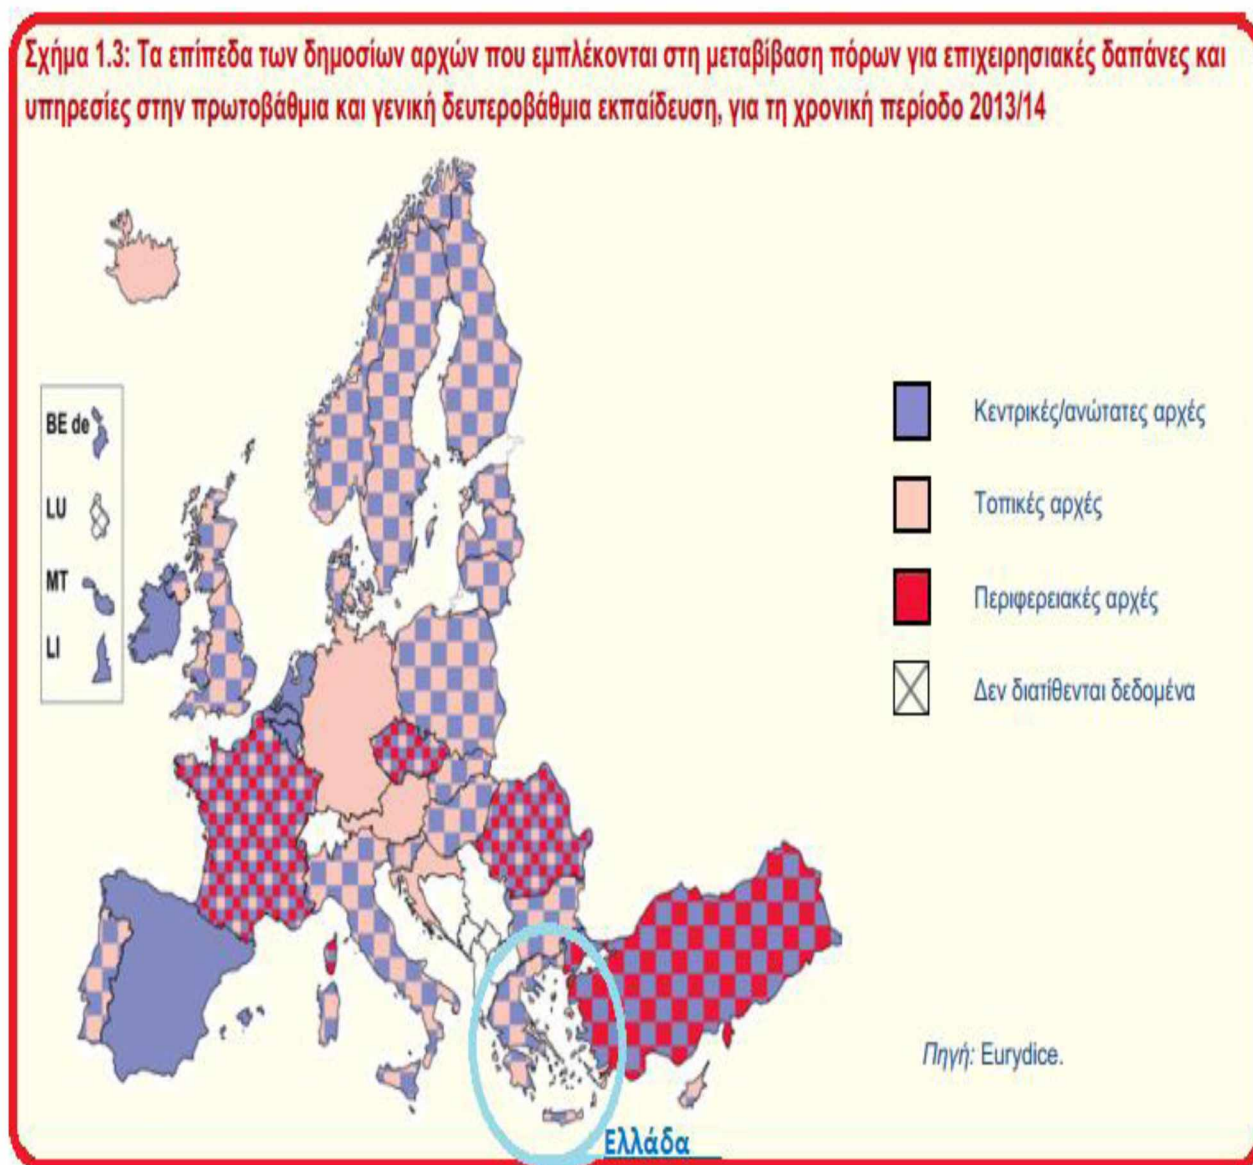 Σχήμα 1.3: Τα επίπεδα των δημοσίων αρχών που εμπλέκονται στη μεταβίβαση πόρων για επιχειρησιακές δαπάνες και
υπηρεσίες στην πρωτοβάθμια και γενική δευτεροβάθμια εκπαίδευση, για τη χρονική περίοδο 2013/14
BE de
LU
MT
LI
Κεντρικές/ανώτατες αρχές
Τοπικές αρχές
Περιφερειακές αρχές
Δεν διατίθενται δεδομένα
Πηγή: Eurydice.
Ελλάδα